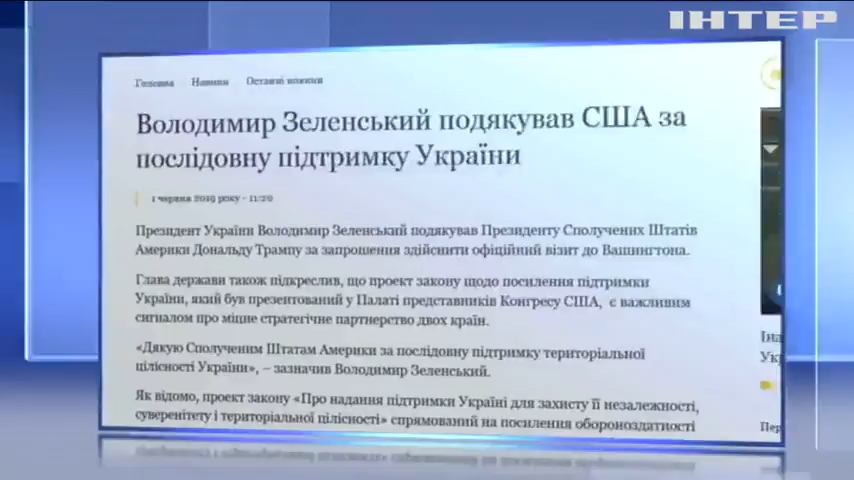 ІНТЕР
Головна Новини Останні новини
Володимир Зеленський подякував США за
послідовну підтримку України
1 червня 2019 року - 11:20
Президент України Володимир Зеленський подякував Президенту Сполучених Штатів
Америки Дональду Трампу за запрошення здійснити офіційний візит до Вашингтона.
Глава держави також підкреслив, що проект закону щодо посилення підтримки
України, який був презентований у Палаті представників Конгресу США, є важливим
сигналом про міцне стратегічне партнерство двох країн.
«Дякую Сполученим Штатам Америки за послідовну підтримку територіальної
цілісності України», – зазначив Володимир Зеленський.
Як відомо, проект закону «Про надання підтримки Україні для захисту її незалежності,
суверенітету і територіальної цілісності» спрямований на посилення обороноздатності